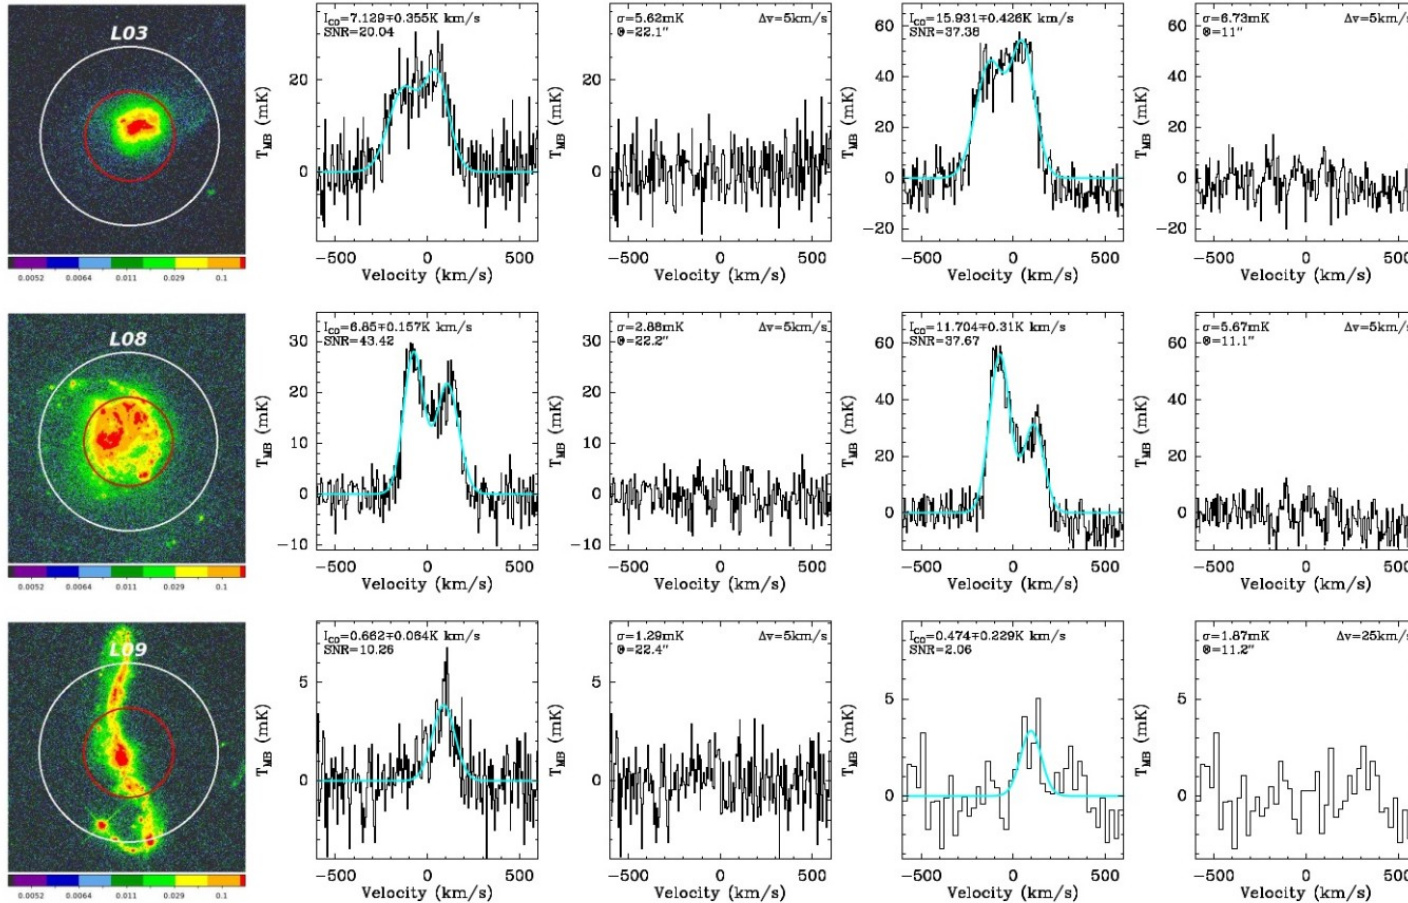 L03
0.0052 0.0064 0.011 0.029 0.1
I_CO=7.129∓0.355K km/s
SNR=20.04
T_MB (mK)
20
0
−500 0 500
Velocity (km/s)
σ=5.62mK Δv=5km/s
Θ=22.1"
T_MB (mK)
−500 0 500
Velocity (km/s)
I_CO=15.931∓0.426K km/s
SNR=37.38
T_MB (mK)
60
40
20
0
−20
−500 0 500
Velocity (km/s)
σ=6.73mK Δv=5km/s
Θ=11"
T_MB (mK)
−500 0 500
Velocity (km/s)
L08
0.0052 0.0064 0.011 0.029 0.1
I_CO=6.85∓0.157K km/s
SNR=43.42
T_MB (mK)
30
20
10
0
−10
−500 0 500
Velocity (km/s)
σ=2.88mK Δv=5km/s
Θ=22.2"
T_MB (mK)
30
20
10
0
−10
−500 0 500
Velocity (km/s)
I_CO=11.704∓0.31K km/s
SNR=37.67
T_MB (mK)
60
40
20
0
−500 0 500
Velocity (km/s)
σ=5.67mK Δv=5km/s
Θ=11.1"
T_MB (mK)
60
40
20
0
−500 0 500
Velocity (km/s)
L09
0.0052 0.0064 0.011 0.029 0.1
I_CO=0.662∓0.064K km/s
SNR=10.26
T_MB (mK)
5
0
−500 0 500
Velocity (km/s)
σ=1.29mK Δv=5km/s
Θ=22.4"
T_MB (mK)
5
0
−500 0 500
Velocity (km/s)
I_CO=0.474∓0.229K km/s
SNR=2.06
T_MB (mK)
5
0
−500 0 500
Velocity (km/s)
σ=1.87mK Δv=25km/s
Θ=11.2"
T_MB (mK)
5
0
−500 0 500
Velocity (km/s)